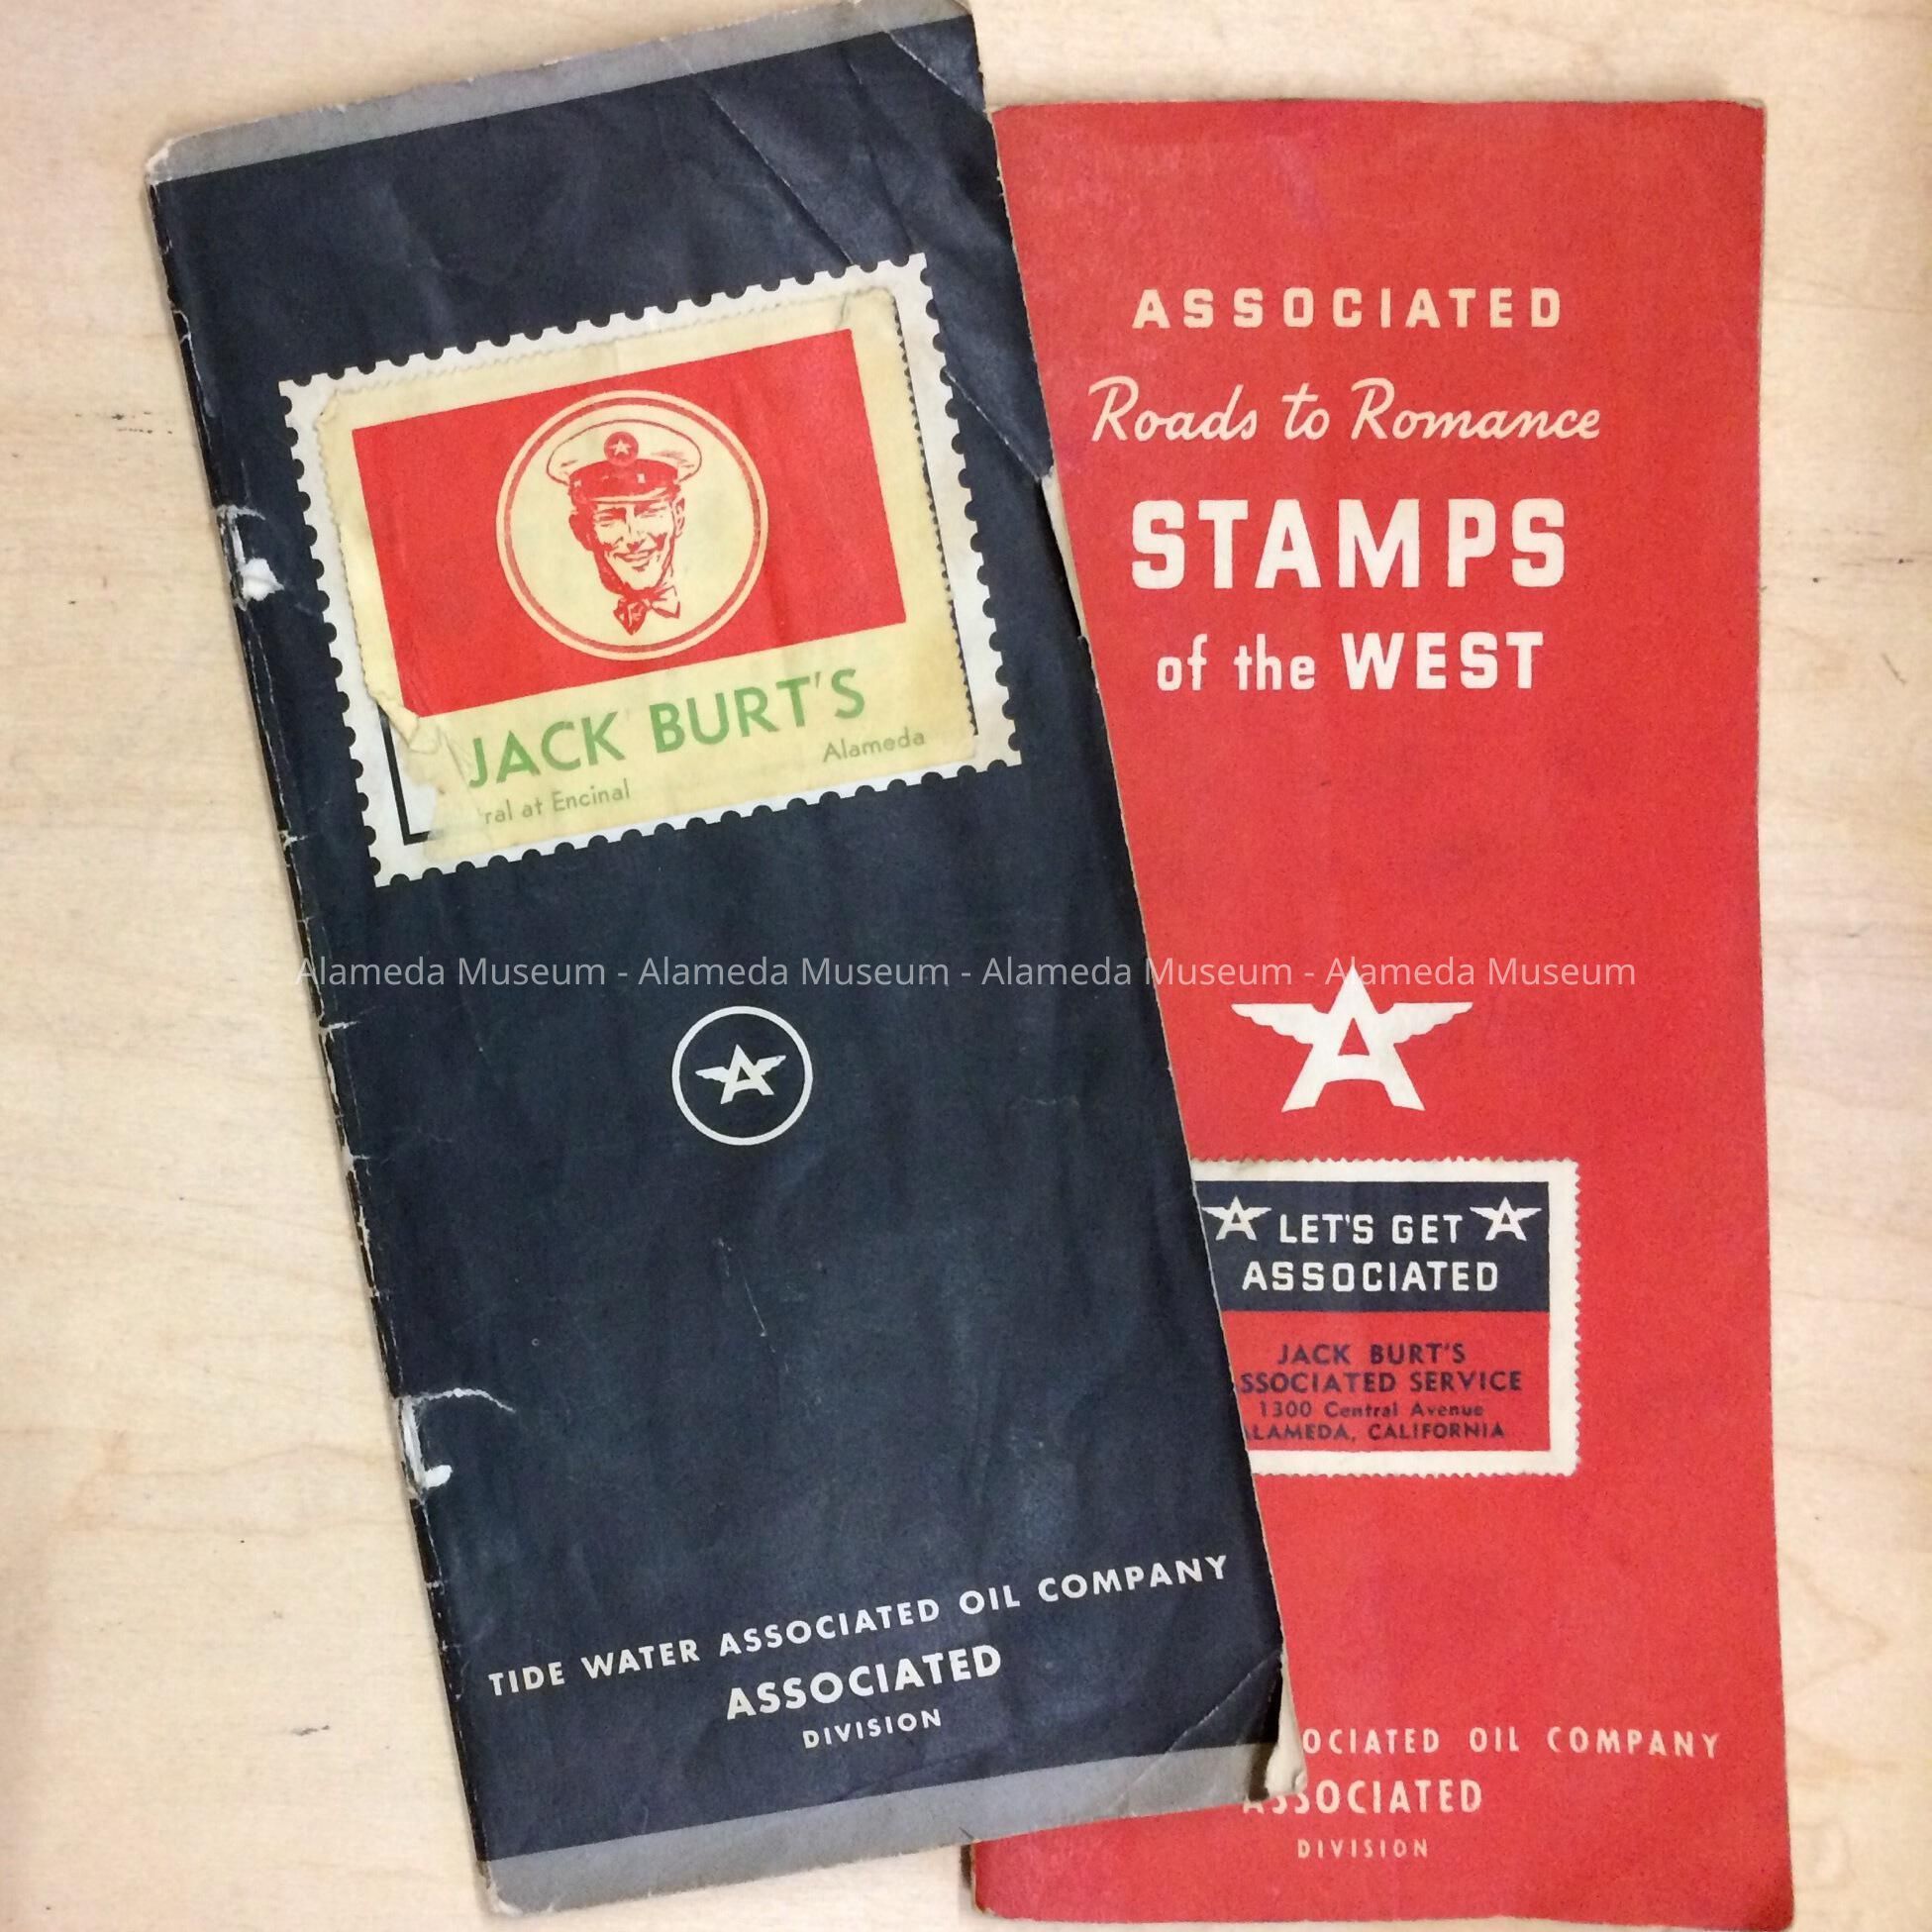 JACK BURT'S
Alameda
at Encinal
TIDE WATER ASSOCIATED OIL COMPANY
ASSOCIATED
DIVISION
ASSOCIATED
Roads to Romance
STAMPS
of the WEST
LET'S GET
ASSOCIATED
JACK BURT'S
SSOCIATED SERVICE
1300 Central Avenue
ALAMEDA, CALIFORNIA
OCIATED OIL COMPANY
ASSOCIATED
DIVISION
Alameda Museum - Alameda Museum - Alameda Museum - Alameda Museum